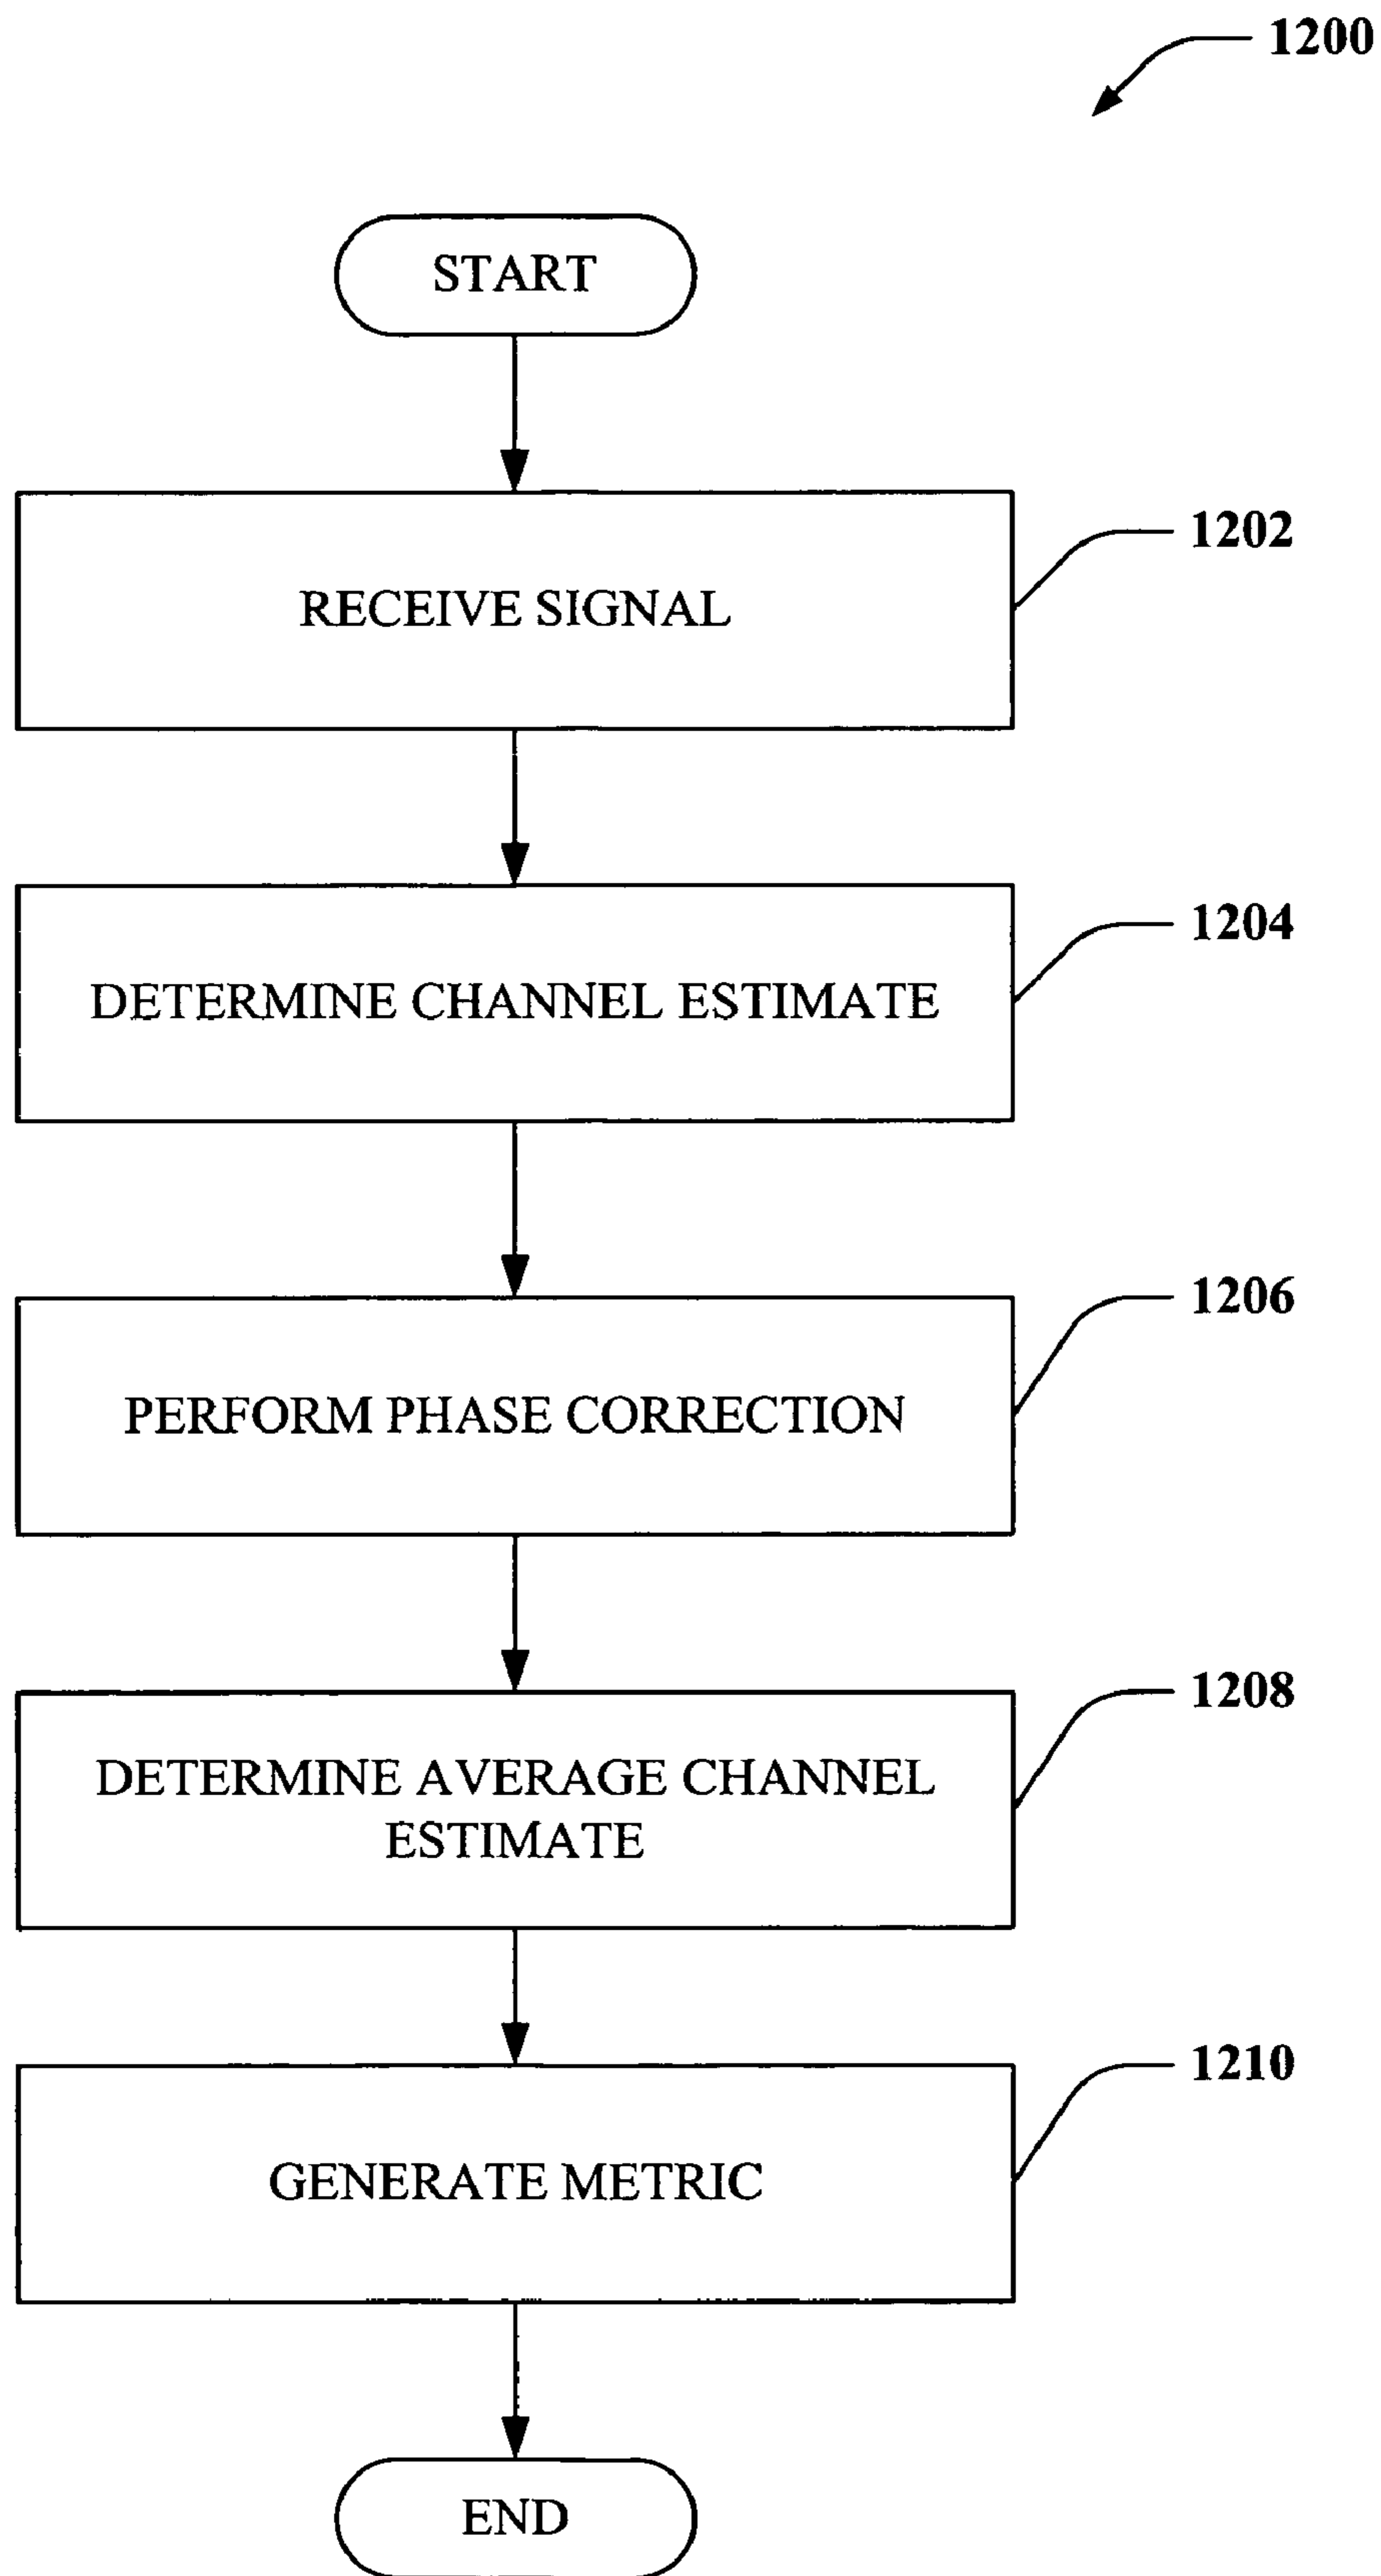 1200
START
RECEIVE SIGNAL
1202
DETERMINE CHANNEL ESTIMATE
1204
PERFORM PHASE CORRECTION
1206
DETERMINE AVERAGE CHANNEL
ESTIMATE
1208
GENERATE METRIC
1210
END